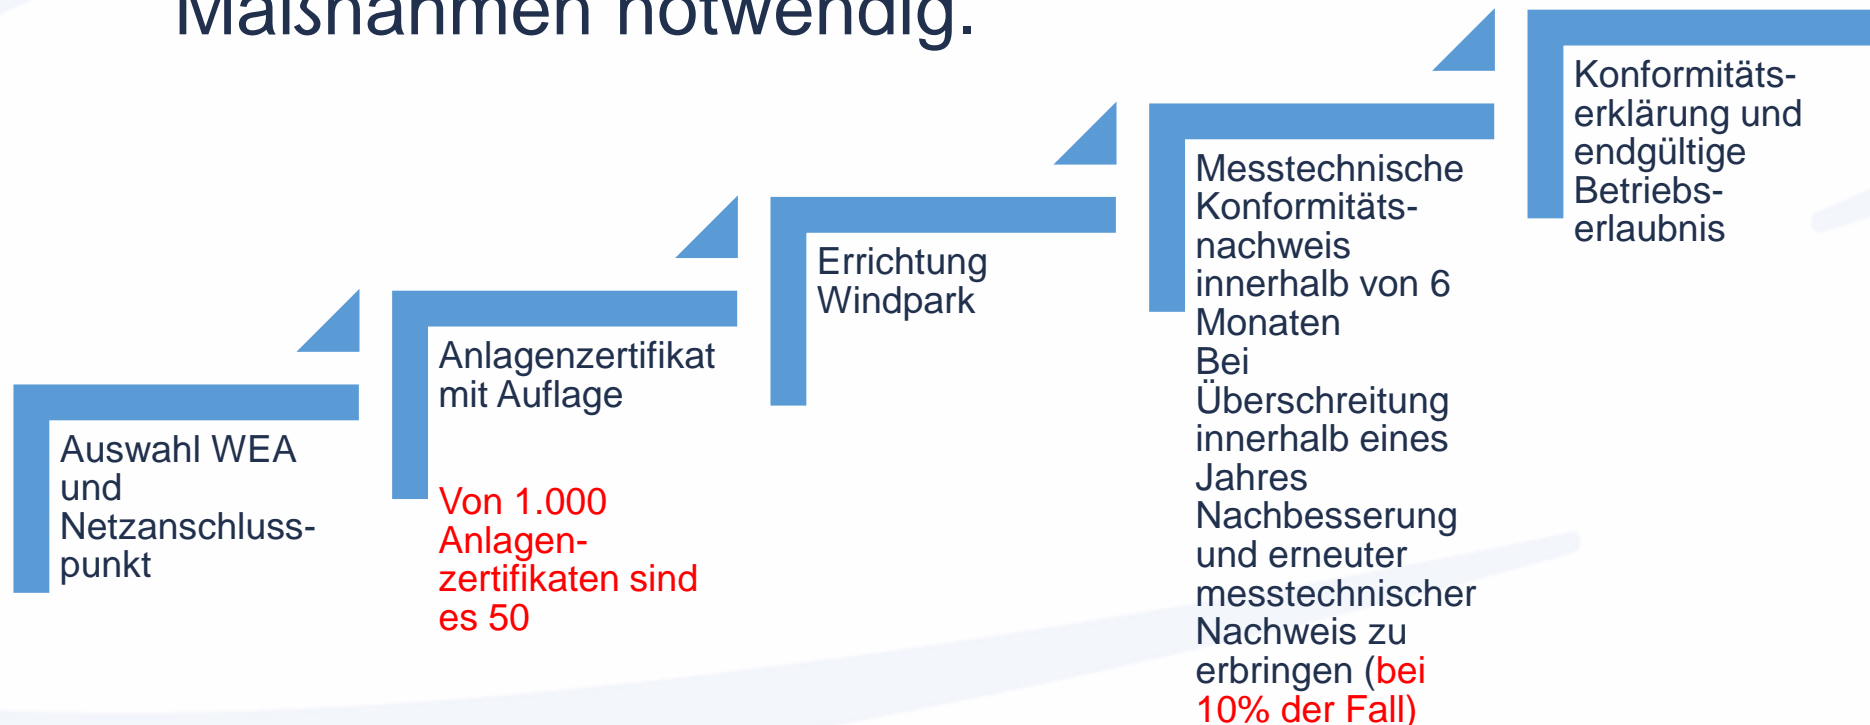 Maßnahmen notwendig.
Auswahl WEA
und
Netzanschluss-
punkt
Anlagenzertifikat
mit Auflage
Von 1.000
Anlagen-
zertifikaten sind
es 50
Errichtung
Windpark
Messtechnische
Konformitäts-
nachweis
innerhalb von 6
Monaten
Bei
Überschreitung
innerhalb eines
Jahres
Nachbesserung
und erneuter
messtechnischer
Nachweis zu
erbringen (bei
10% der Fall)
Konformitäts-
erklärung und
endgültige
Betriebs-
erlaubnis